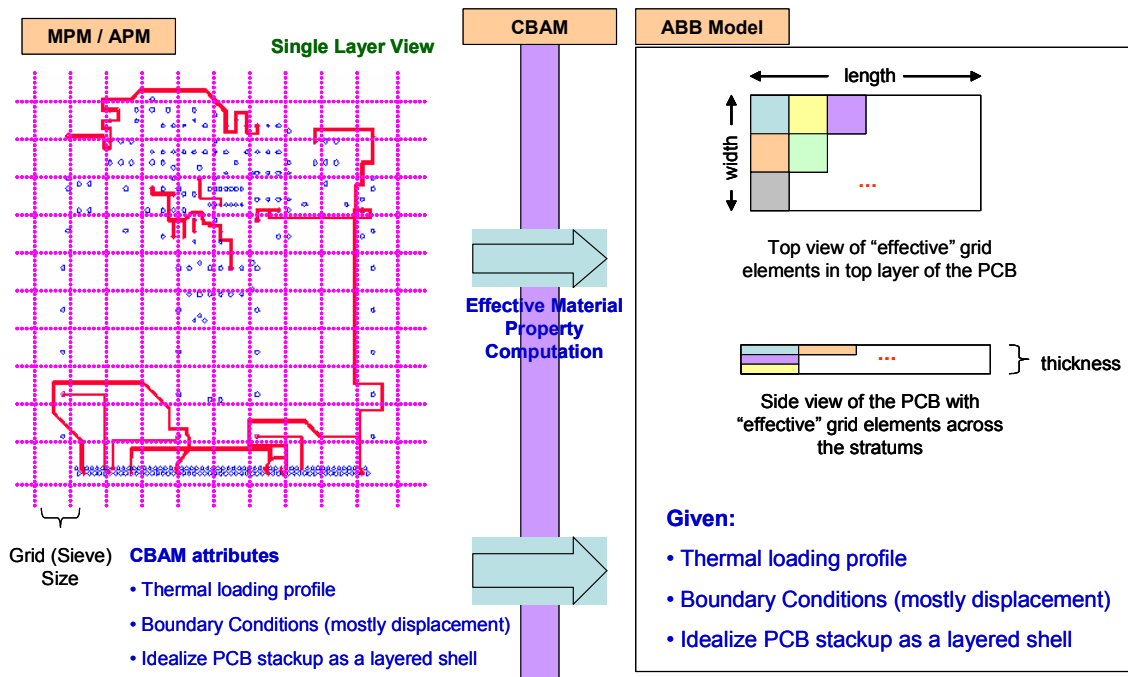 MPM / APM
Single Layer View
CBAM
ABB Model
length
width
...
Top view of “effective” grid
elements in top layer of the PCB
Effective Material
Property
Computation
...
thickness
Side view of the PCB with
“effective” grid elements across
the stratums
Grid (Sieve)
Size
CBAM attributes
• Thermal loading profile
• Boundary Conditions (mostly displacement)
• Idealize PCB stackup as a layered shell
Given:
• Thermal loading profile
• Boundary Conditions (mostly displacement)
• Idealize PCB stackup as a layered shell